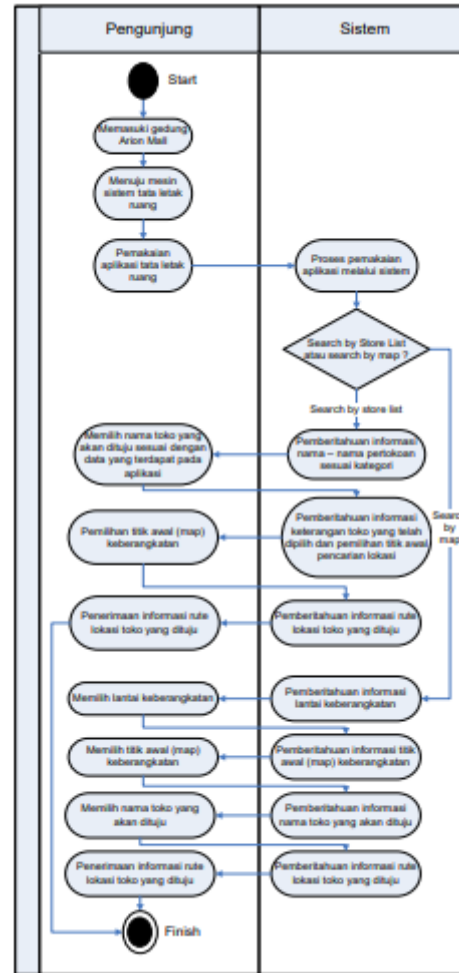 Pengunjung
Sistem
Start
Memasuki gedung
Arion Mall
Menuju mesin
sistem tata letak
ruang
Pemakaian
aplikasi tata letak
ruang
Proses pemakaian
aplikasi melalui sistem
Search by Store List
atau search by map ?
Search by store list
Memilih nama toko yang
akan dituju sesuai dengan
data yang terdapat pada
aplikasi
Pemberitahuan informasi
nama – nama pertokoan
sesuai kategori
Search
by
map
Pemilihan titik awal (map)
keberangkatan
Pemberitahuan informasi
keterangan toko yang telah
dipilih dan pemilihan titik awal
pencarian lokasi
Penerimaan informasi rute
lokasi toko yang dituju
Pemberitahuan informasi rute
lokasi toko yang dituju
Memilih lantai keberangkatan
Pemberitahuan informasi
lantai keberangkatan
Memilih titik awal (map)
keberangkatan
Pemberitahuan informasi titik
awal (map) keberangkatan
Memilih nama toko yang
akan dituju
Pemberitahuan informasi
nama toko yang akan dituju
Penerimaan informasi rute
lokasi toko yang dituju
Pemberitahuan informasi rute
lokasi toko yang dituju
Finish